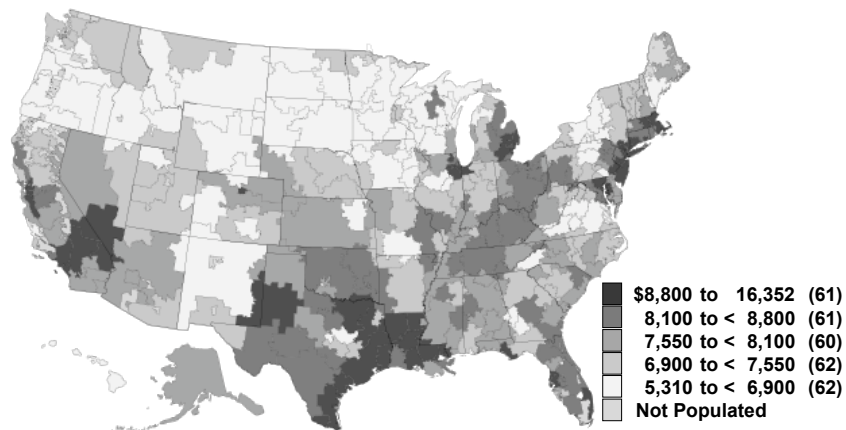 $8,800 to 16,352 (61)
8,100 to < 8,800 (61)
7,550 to < 8,100 (60)
6,900 to < 7,550 (62)
5,310 to < 6,900 (62)
Not Populated